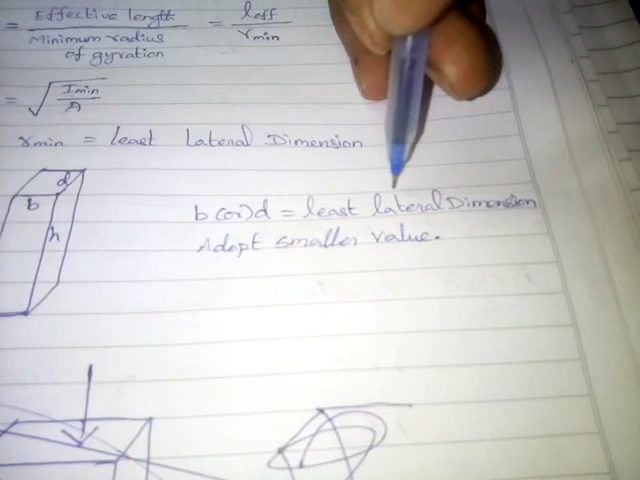 = Effective length / Minimum radius of gyration = leff / rmin
= √ Imin / A
rmin = least lateral Dimension
d
b
h
b (or) d = least lateral Dimension
Adopt smaller value.